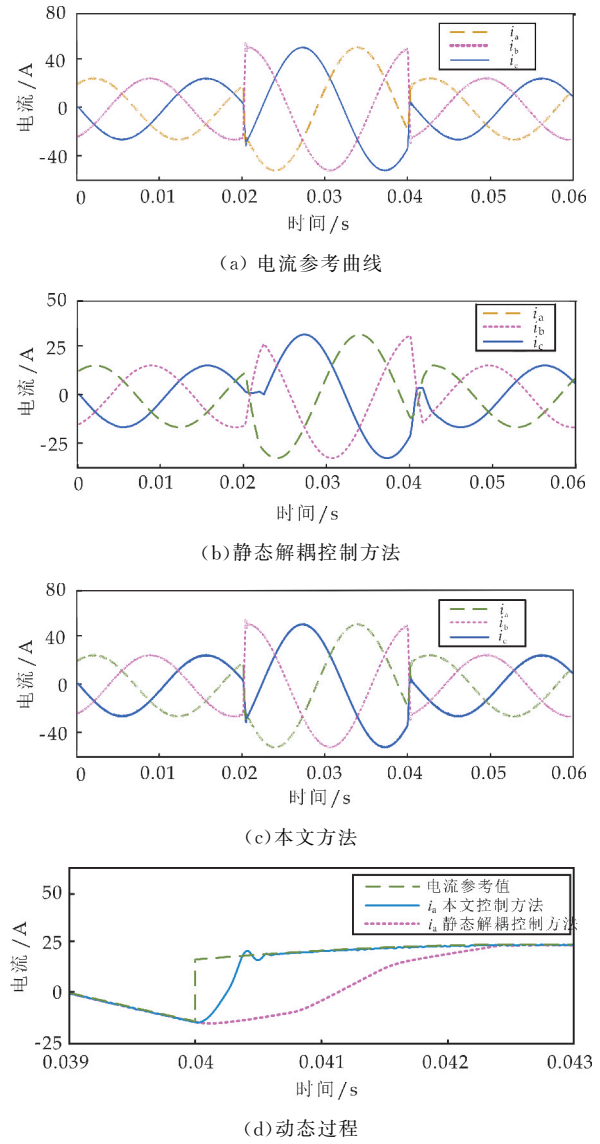 80
40
0
-40
电流/A
i_a
i_b
i_c
0 0.01 0.02 0.03 0.04 0.05 0.06
时间/s
(a) 电流参考曲线
50
25
0
-25
电流/A
i_a
i_b
i_c
0 0.01 0.02 0.03 0.04 0.05 0.06
时间/s
(b)静态解耦控制方法
80
40
0
-40
电流/A
i_a
i_b
i_c
0 0.01 0.02 0.03 0.04 0.05 0.06
时间/s
(c)本文方法
50
25
0
-25
电流/A
电流参考值
i_a 本文控制方法
i_a 静态解耦控制方法
0.039 0.04 0.041 0.042 0.043
时间/s
(d)动态过程